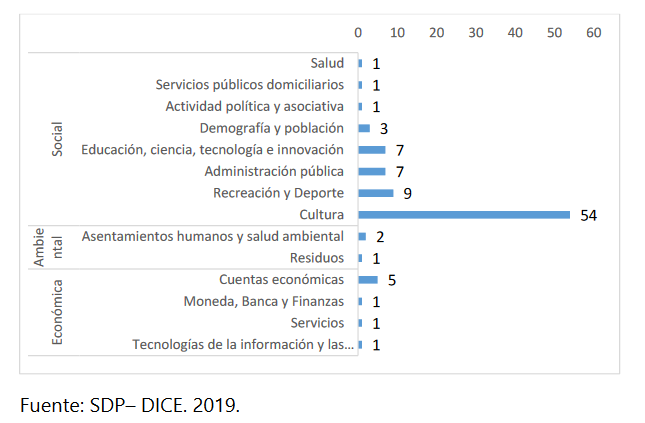 0 10 20 30 40 50 60
Social
Salud 1
Servicios públicos domiciliarios 1
Actividad política y asociativa 1
Demografía y población 3
Educación, ciencia, tecnología e innovación 7
Administración pública 7
Recreación y Deporte 9
Cultura 54
Ambie
ntal
Asentamientos humanos y salud ambiental 2
Residuos 1
Económica
Cuentas económicas 5
Moneda, Banca y Finanzas 1
Servicios 1
Tecnologías de la información y las... 1
Fuente: SDP– DICE. 2019.